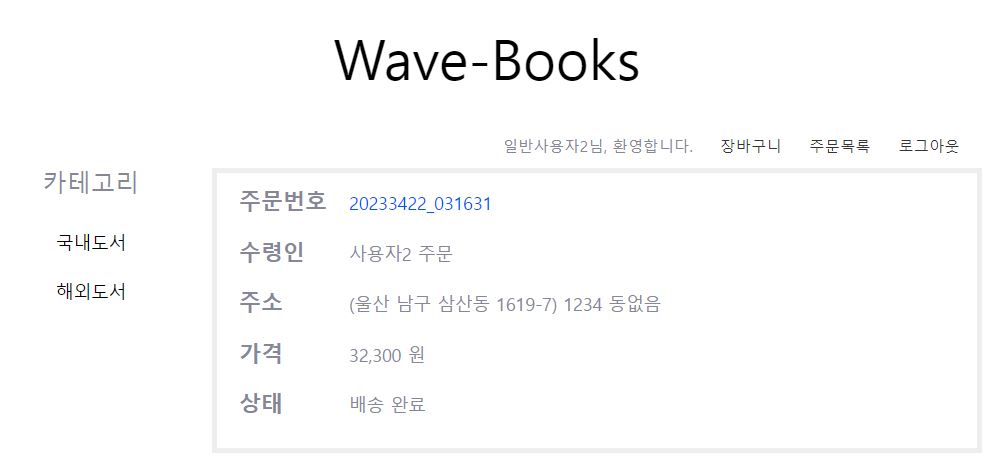 Wave-Books
일반사용자2님, 환영합니다. 장바구니 주문목록 로그아웃
카테고리
국내도서
해외도서
주문번호 20233422_031631
수령인 사용자2 주문
주소 (울산 남구 삼산동 1619-7) 1234 동없음
가격 32,300 원
상태 배송 완료